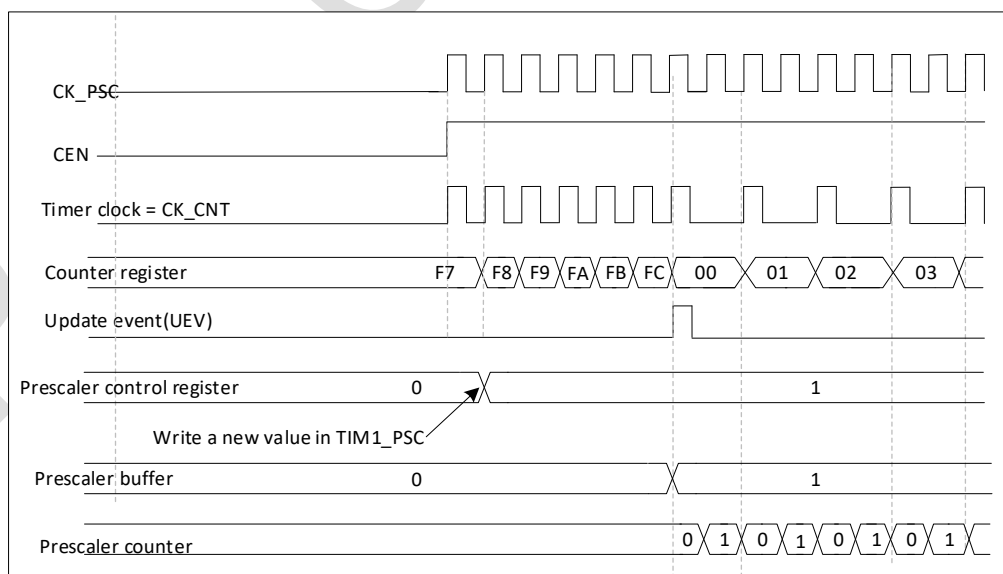 CK_PSC
CEN
Timer clock = CK_CNT
Counter register F7 F8 F9 FA FB FC 00 01 02 03
Update event(UEV)
Prescaler control register 0 1
Write a new value in TIM1_PSC
Prescaler buffer 0 1
Prescaler counter 0 1 0 1 0 1 0 1